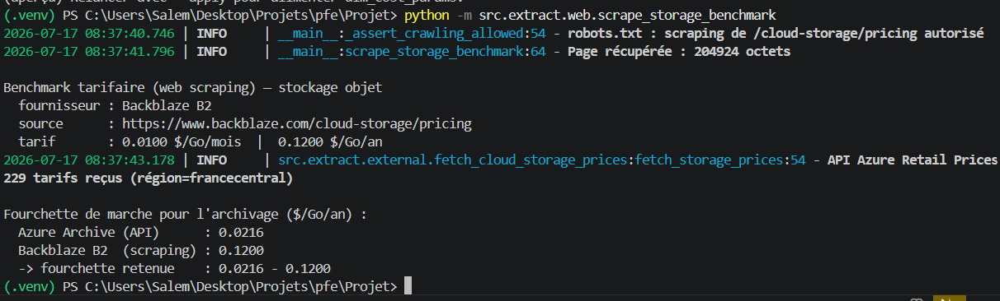 (.venv) PS C:\Users\Salem\Desktop\Projets\pfe\Projet> python -m src.extract.web.scrape_storage_benchmark
2026-07-17 08:37:40.746 | INFO     | __main__:_assert_crawling_allowed:54 - robots.txt : scraping de /cloud-storage/pricing autorisé
2026-07-17 08:37:41.796 | INFO     | __main__:scrape_storage_benchmark:64 - Page récupérée : 204924 octets
Benchmark tarifaire (web scraping) — stockage objet
  fournisseur : Backblaze B2
  source      : https://www.backblaze.com/cloud-storage/pricing
  tarif       : 0.0100 $/Go/mois  |  0.1200 $/Go/an
2026-07-17 08:37:43.178 | INFO     | src.extract.external.fetch_cloud_storage_prices:fetch_storage_prices:54 - API Azure Retail Prices
229 tarifs reçus (région=francecentral)
Fourchette de marche pour l'archivage ($/Go/an) :
  Azure Archive (API)      : 0.0216
  Backblaze B2  (scraping) : 0.1200
  -> fourchette retenue    : 0.0216 - 0.1200
(.venv) PS C:\Users\Salem\Desktop\Projets\pfe\Projet>